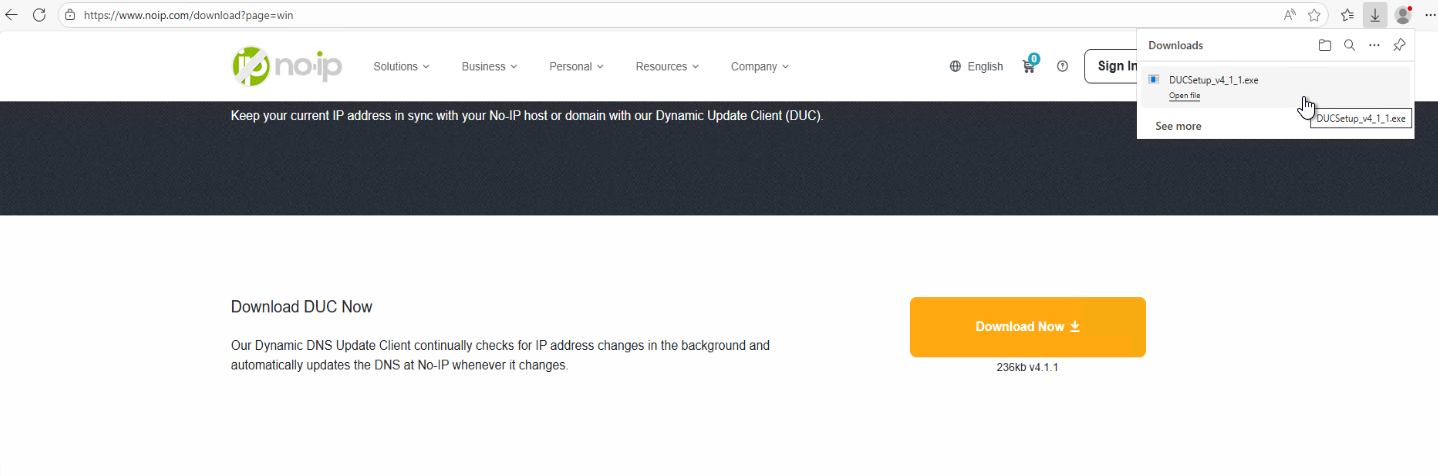 https://www.noip.com/download?page=win
no-ip
Solutions
Business
Personal
Resources
Company
English
0
Sign In
Downloads
DUCSetup_v4_1_1.exe
Open file
DUCSetup_v4_1_1.exe
See more
Keep your current IP address in sync with your No-IP host or domain with our Dynamic Update Client (DUC).
Download DUC Now
Our Dynamic DNS Update Client continually checks for IP address changes in the background and
automatically updates the DNS at No-IP whenever it changes.
Download Now
236kb v4.1.1